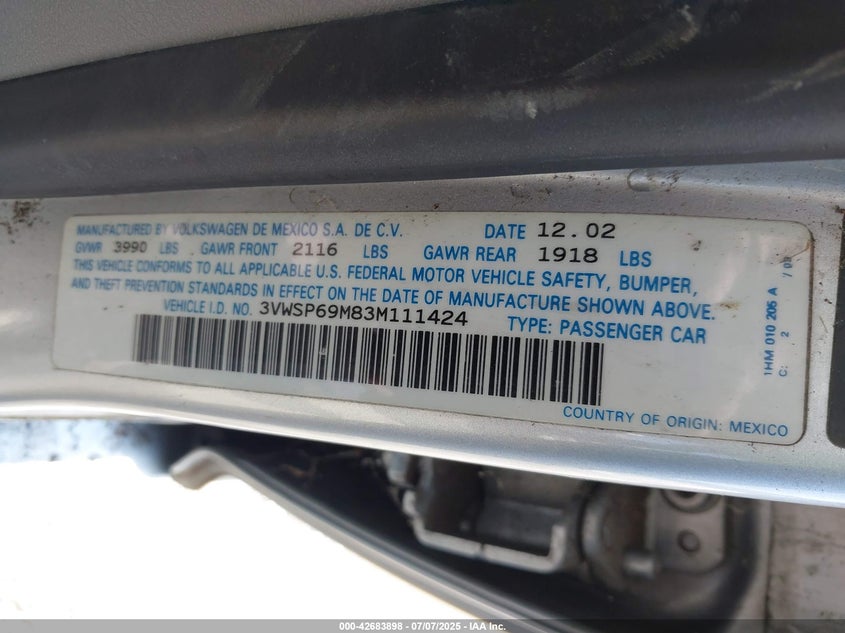 MANUFACTURED BY VOLKSWAGEN DE MEXICO S.A. DE C.V. DATE 12.02
GVWR 3990 LBS GAWR FRONT 2116 LBS GAWR REAR 1918 LBS
THIS VEHICLE CONFORMS TO ALL APPLICABLE U.S. FEDERAL MOTOR VEHICLE SAFETY, BUMPER,
AND THEFT PREVENTION STANDARDS IN EFFECT ON THE DATE OF MANUFACTURE SHOWN ABOVE.
VEHICLE I.D. NO. 3VWSP69M83M111424 TYPE: PASSENGER CAR
COUNTRY OF ORIGIN: MEXICO
1HM 010 205 A
C: 2
000-42683898 - 07/07/2025 - IAA Inc.